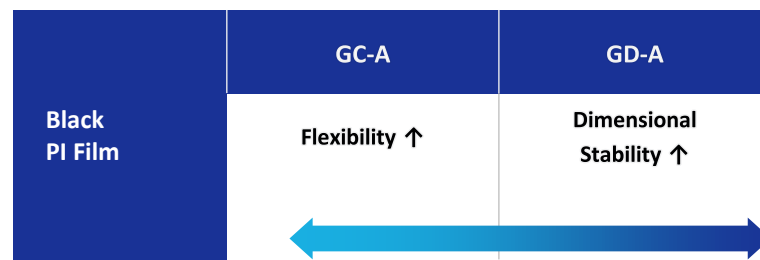 GC-A
GD-A
Black
PI Film
Flexibility ↑
Dimensional
Stability ↑